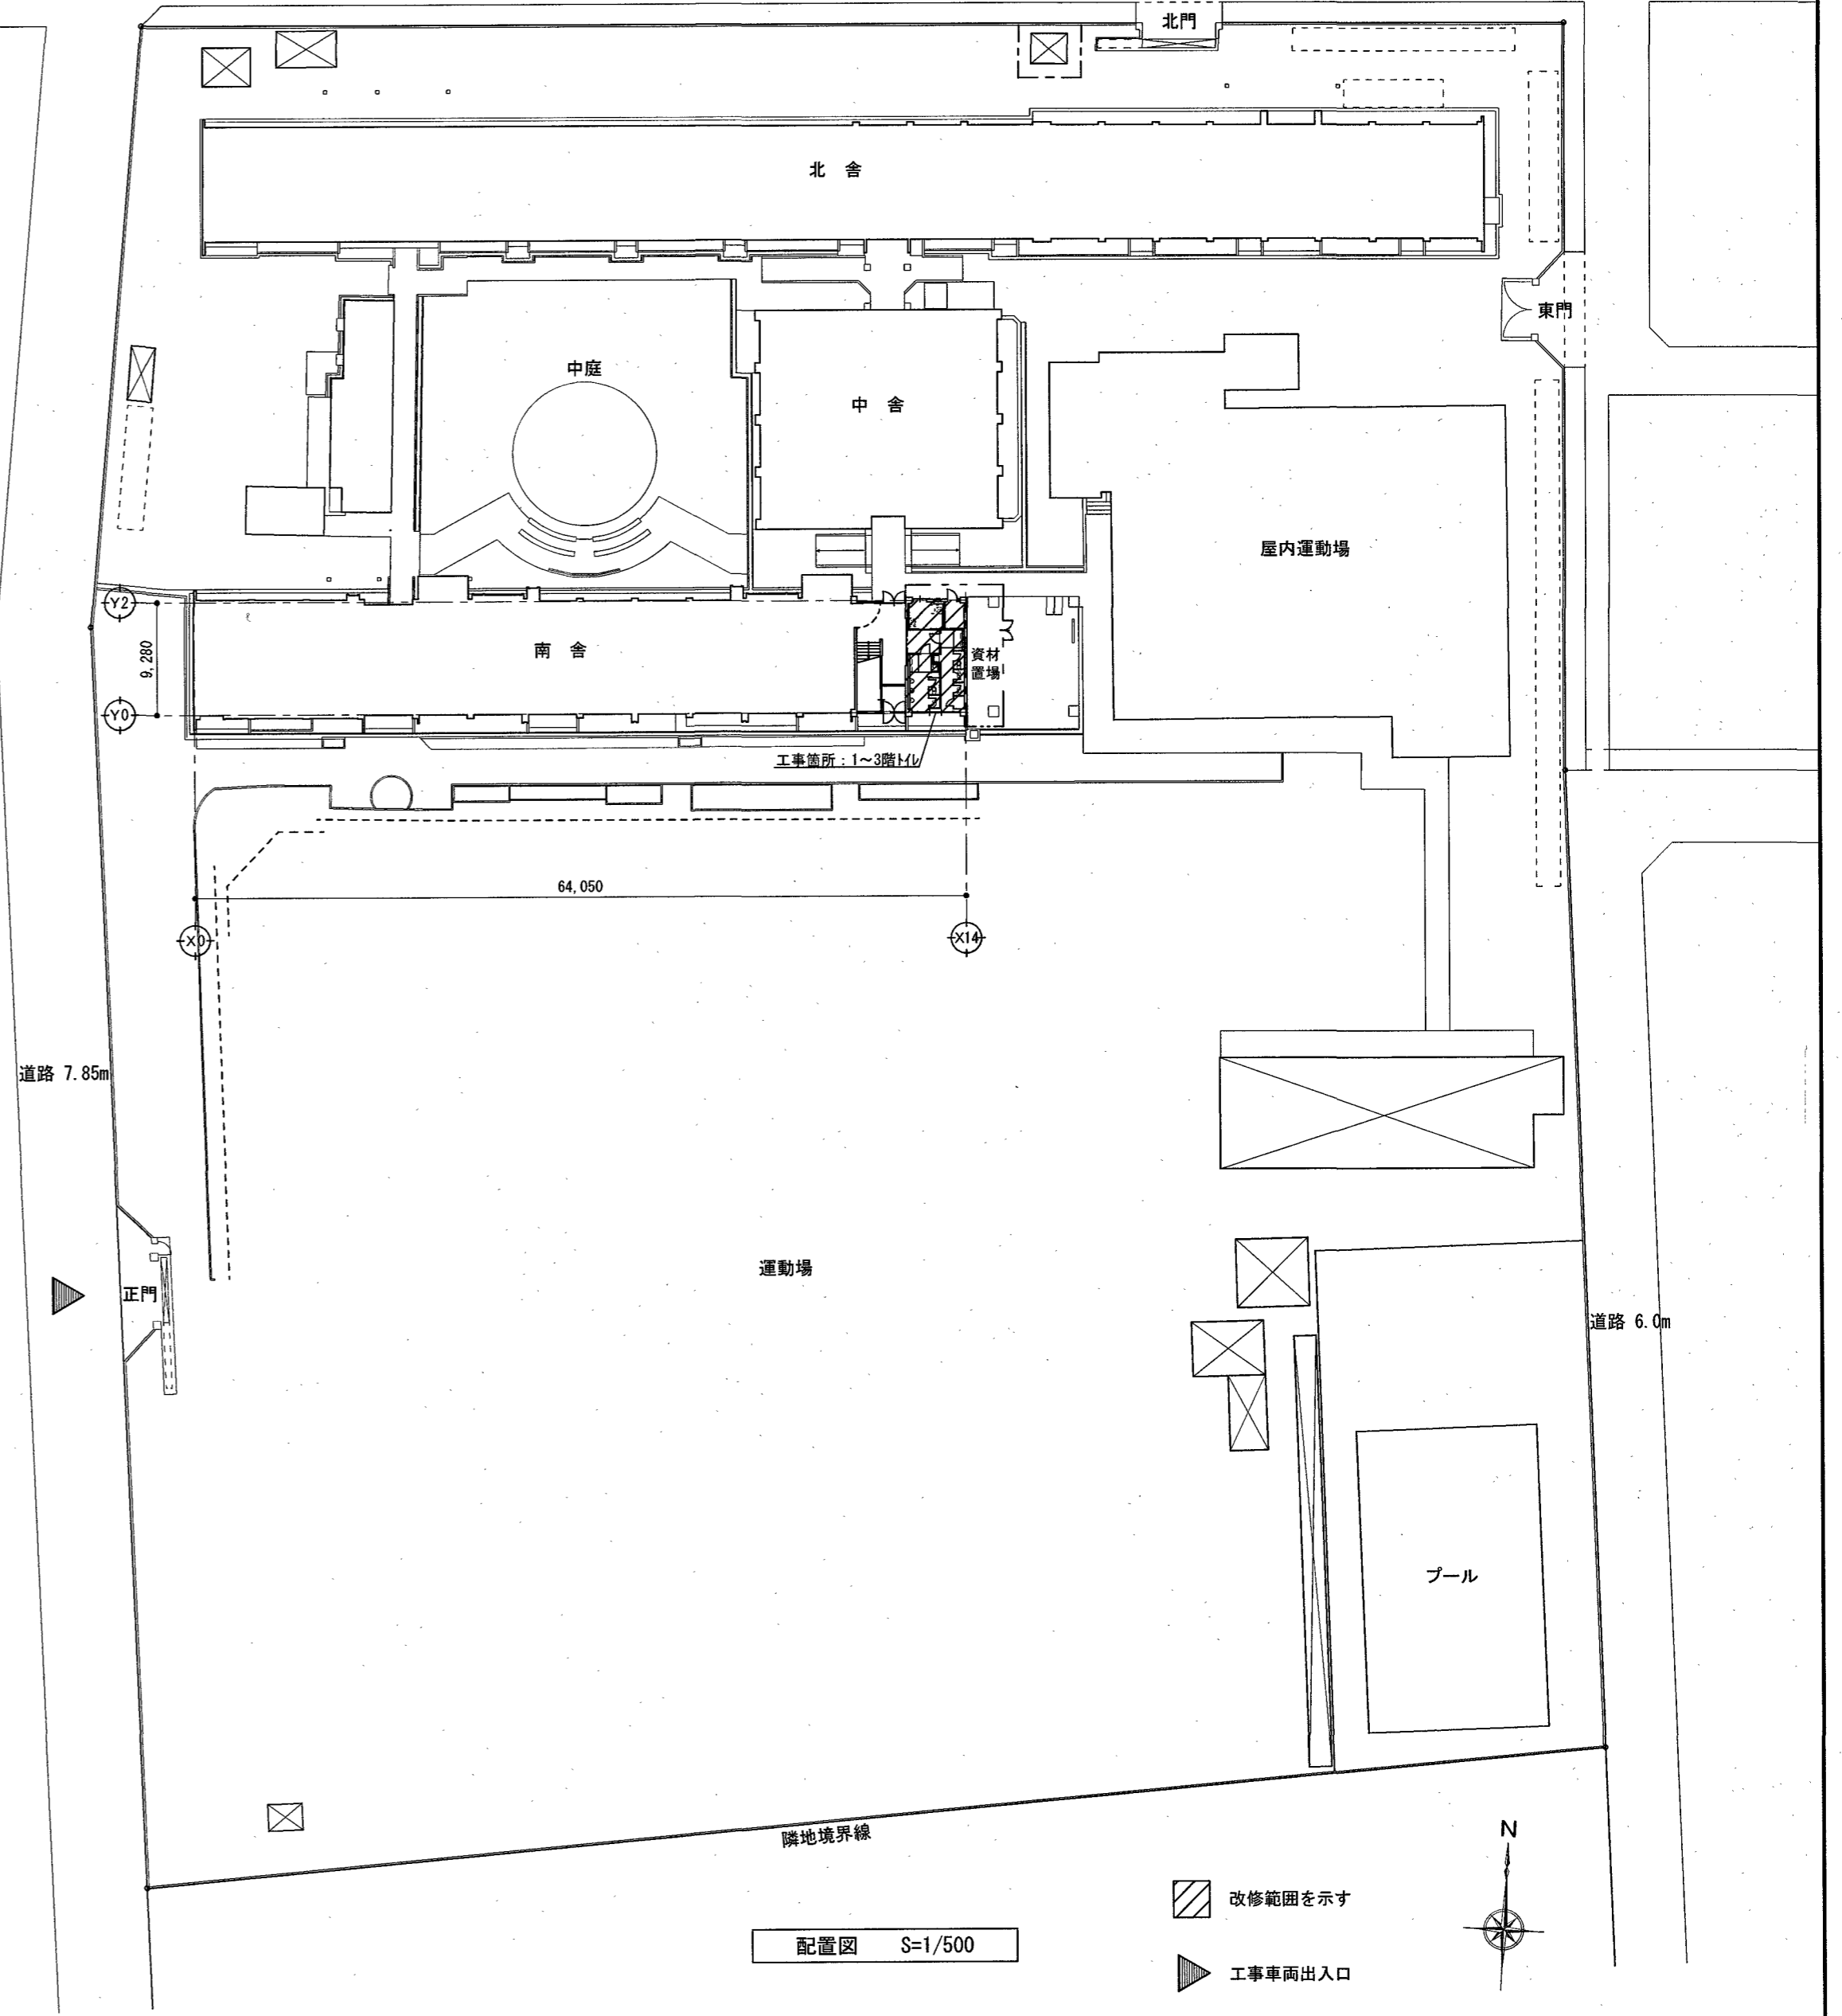 北門
北 舎
東門
中庭
中 舎
屋内運動場
Y2
9,280
南 舎
資材
置場
Y0
工事箇所：1～3階ﾄｲﾚ
64,050
X0
X14
道路 7.85m
運動場
正門
道路 6.0m
プール
隣地境界線
N
改修範囲を示す
配置図 S=1/500
工事車両出入口